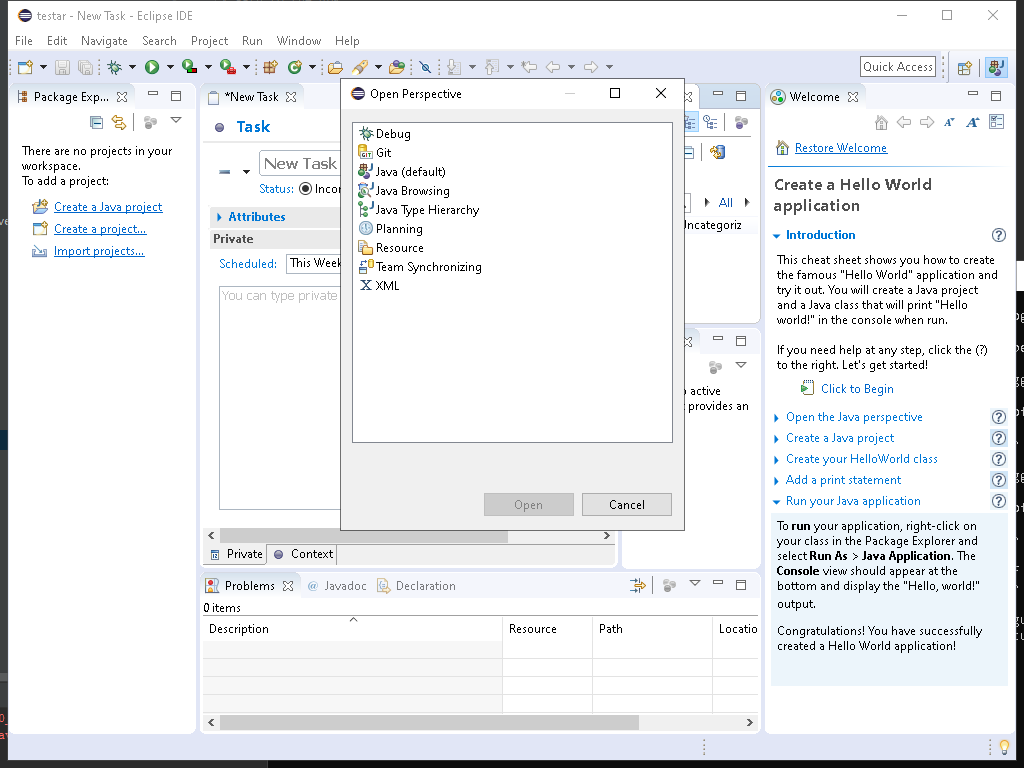 testar - New Task - Eclipse IDE
File Edit Navigate Search Project Run Window Help
Quick Access
Package Exp...
There are no projects in your
workspace.
To add a project:
Create a Java project
Create a project...
Import projects...
*New Task
Task
New Task
Status:
Attributes
Private
Scheduled: This Week
You can type private
Private Context
Open Perspective
Debug
Git
Java (default)
Java Browsing
Java Type Hierarchy
Planning
Resource
Team Synchronizing
XML
Open Cancel
All
active
provides an
Problems Javadoc Declaration
0 items
Description Resource Path Locatio
Welcome
Restore Welcome
Create a Hello World
application
Introduction
This cheat sheet shows you how to create
the famous "Hello World" application and
try it out. You will create a Java project
and a Java class that will print "Hello
world!" in the console when run.
If you need help at any step, click the (?)
to the right. Let's get started!
Click to Begin
Open the Java perspective
Create a Java project
Create your HelloWorld class
Add a print statement
Run your Java application
To run your application, right-click on
your class in the Package Explorer and
select Run As > Java Application. The
Console view should appear at the
bottom and display the "Hello, world!"
output.
Congratulations! You have successfully
created a Hello World application!